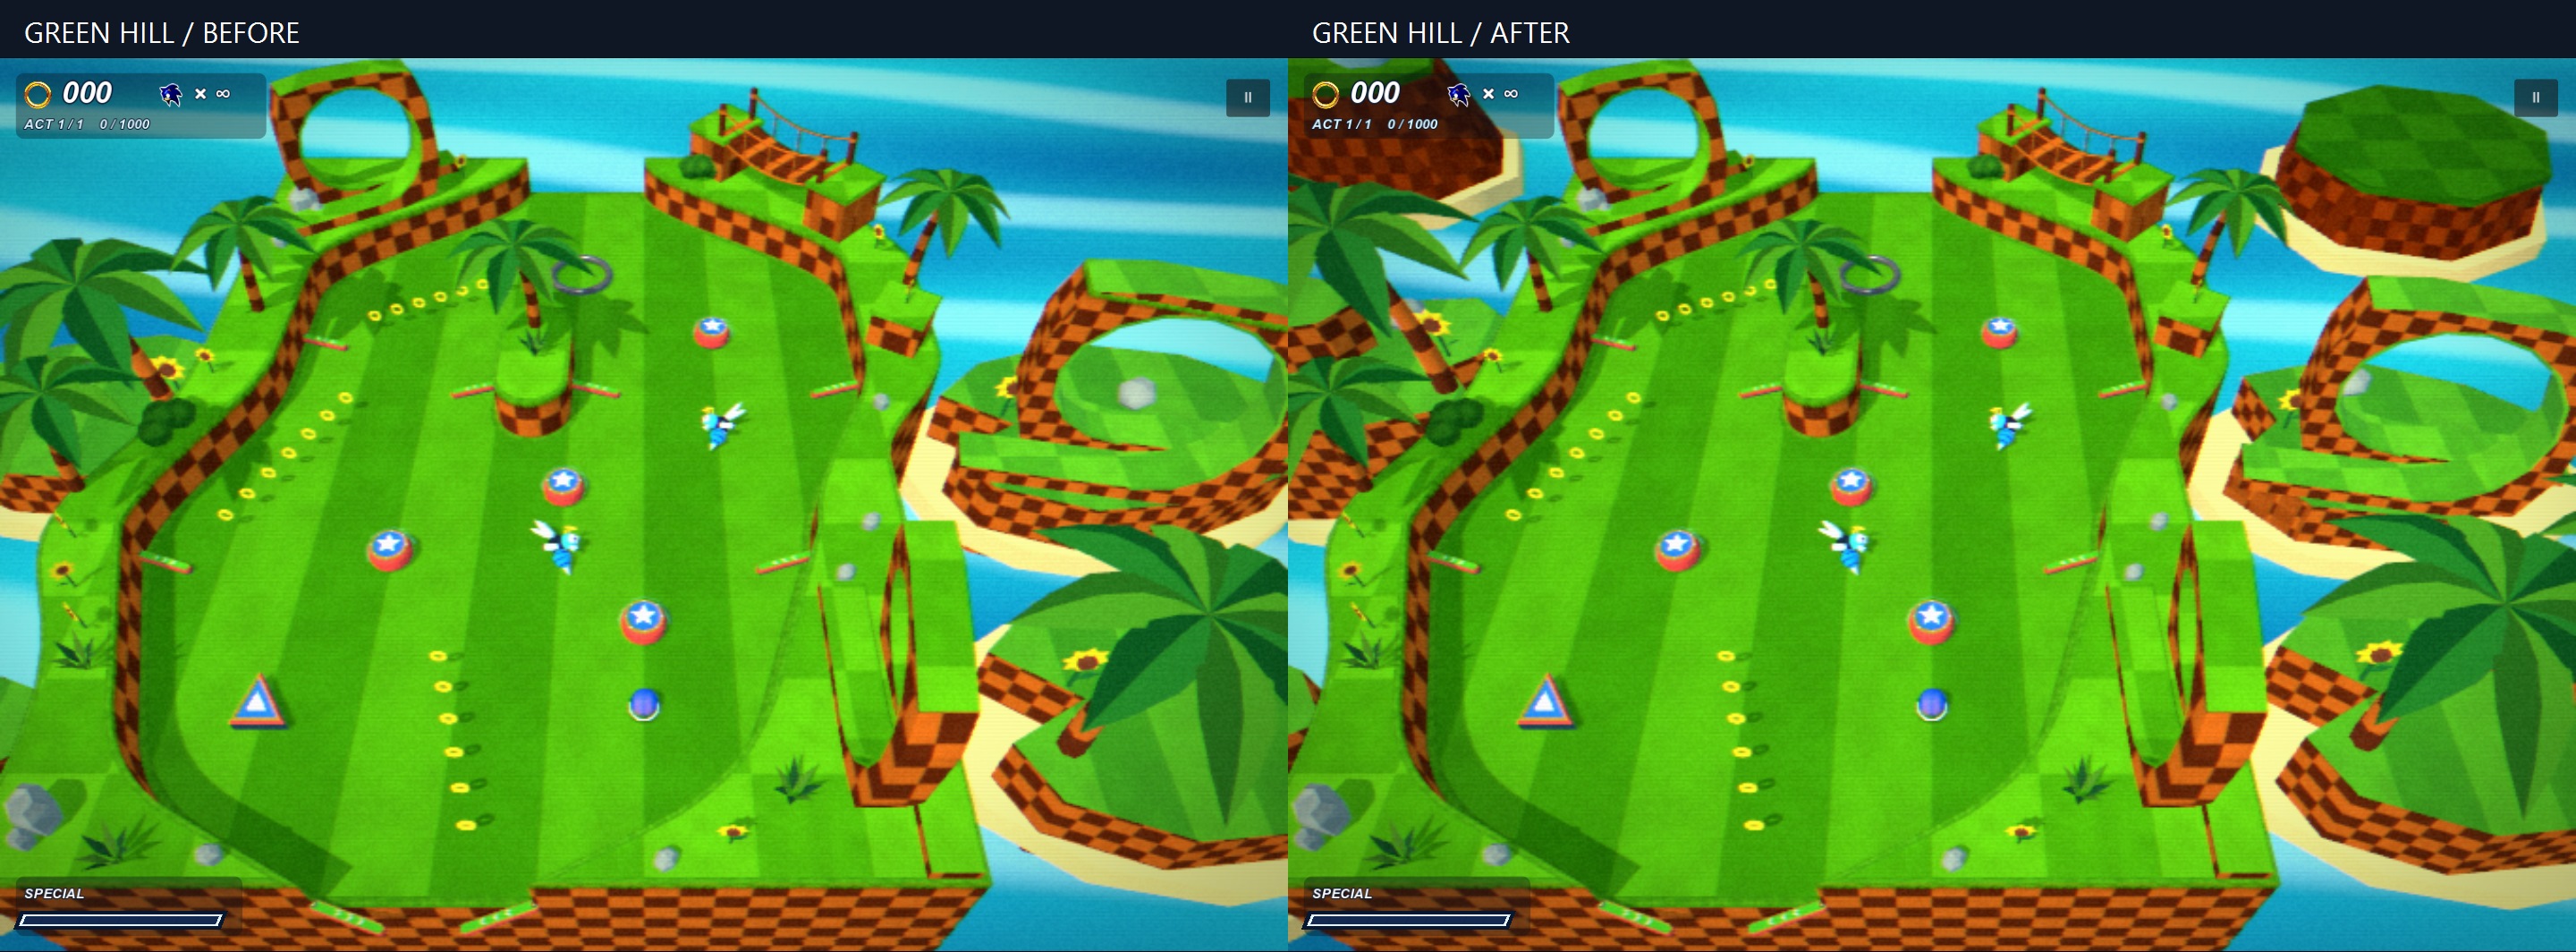 GREEN HILL / BEFORE
000 × ∞
ACT 1 / 1 0 / 1000
SPECIAL
GREEN HILL / AFTER
000 × ∞
ACT 1 / 1 0 / 1000
SPECIAL